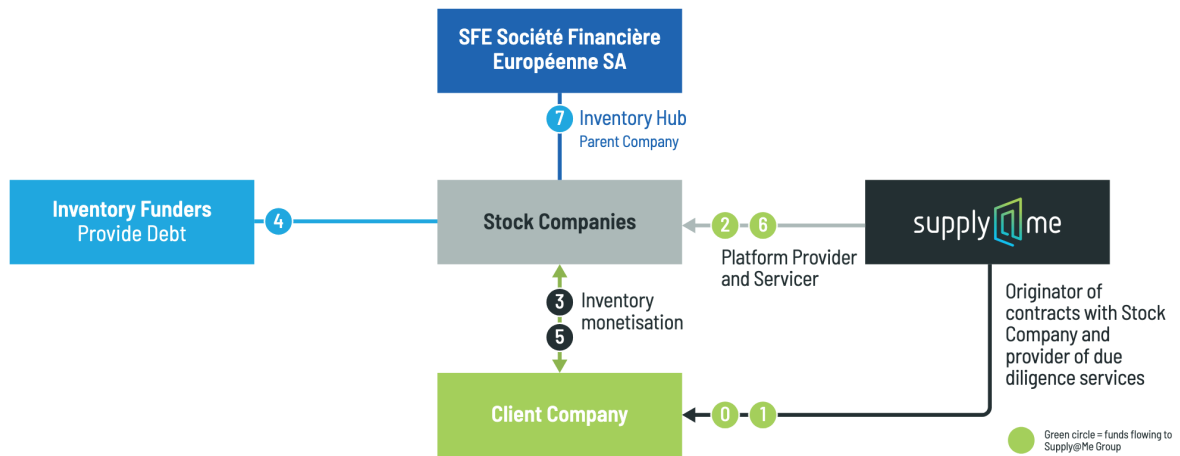 SFE Société Financière
Européenne SA
7
Inventory Hub
Parent Company
Inventory Funders
Provide Debt
4
Stock Companies
2
6
supply@me
Platform Provider
and Servicer
3
5
Inventory
monetisation
Originator of
contracts with Stock
Company and
provider of due
diligence services
Client Company
0
1
Green circle = funds flowing to
Supply@Me Group